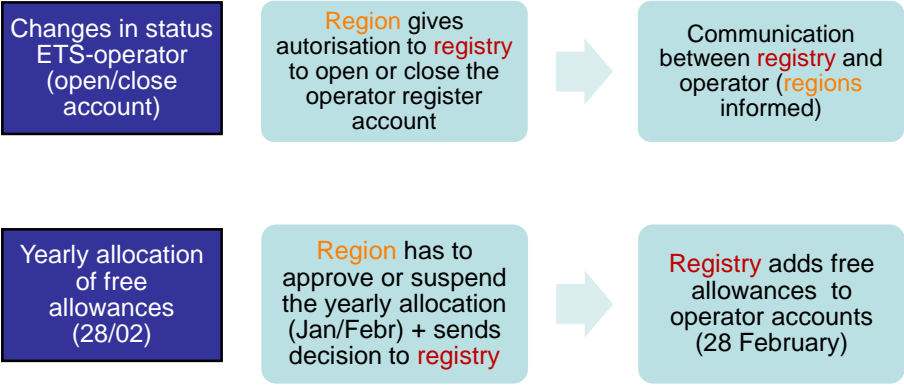 Changes in status
ETS-operator
(open/close
account)
Region gives
autorisation to registry
to open or close the
operator register
account
Communication
between registry and
operator (regions
informed)
Yearly allocation
of free
allowances
(28/02)
Region has to
approve or suspend
the yearly allocation
(Jan/Febr) + sends
decision to registry
Registry adds free
allowances to
operator accounts
(28 February)